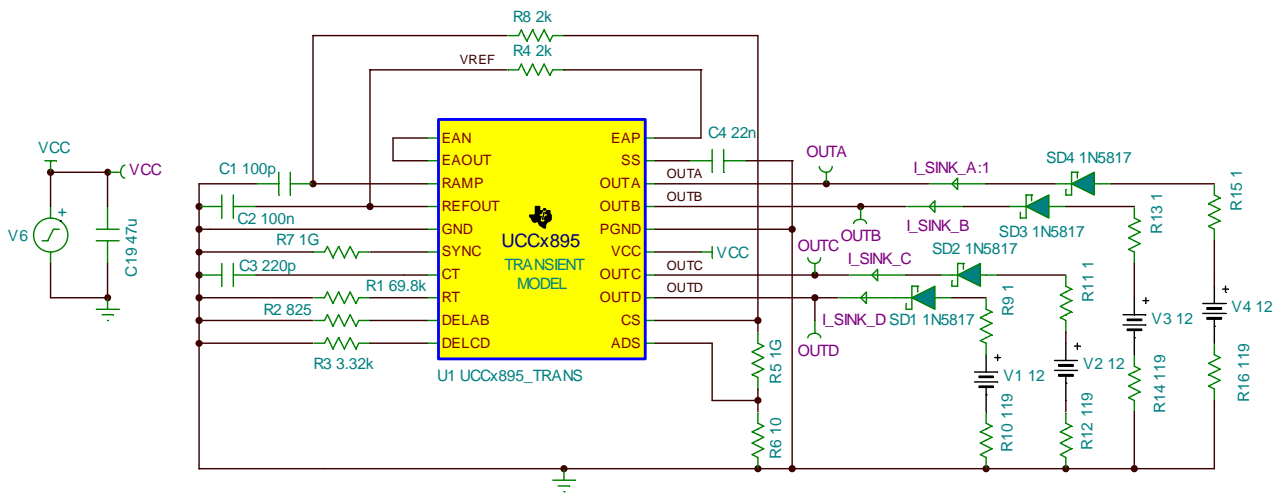 R8 2k
VREF
R4 2k
VCC
VCC
V6
+
C19 47u
C1 100p
C2 100n
R7 1G
C3 220p
R1 69.8k
R2 825
R3 3.32k
EAN
EAOUT
RAMP
REFOUT
GND
SYNC
CT
RT
DELAB
DELCD
EAP
SS
OUTA
OUTB
PGND
VCC
OUTC
OUTD
CS
ADS
UCCx895
TRANSIENT
MODEL
U1 UCCx895_TRANS
C4 22n
OUTA
OUTB
VCC
OUTC
OUTD
OUTA
OUTB
OUTC
OUTD
I_SINK_A:1
I_SINK_B
I_SINK_C
I_SINK_D
SD4 1N5817
SD3 1N5817
SD2 1N5817
SD1 1N5817
R15 1
R13 1
R11 1
R9 1
+
V4 12
+
V3 12
+
V2 12
+
V1 12
R5 1G
R6 10
R10 119
R12 119
R14 119
R16 119